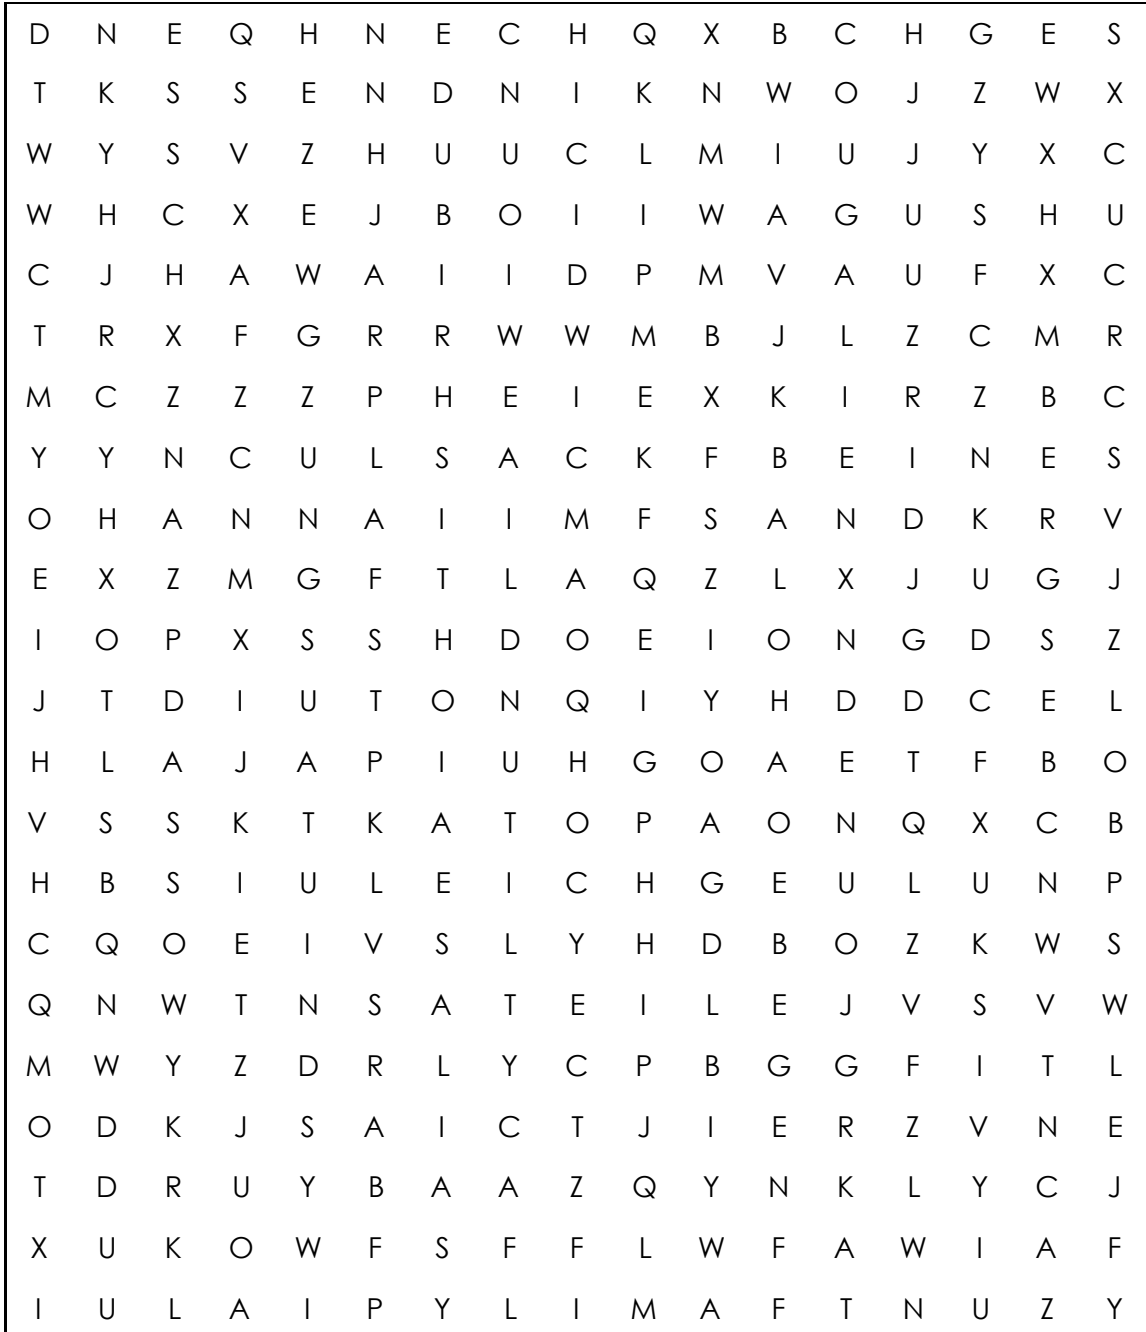 D N E Q H N E C H Q X B C H G E S
T K S S E N D N I K N W O J Z W X
W Y S V Z H U U C L M I U J Y X C
W H C X E J B O I I W A G U S H U
C J H A W A I I D P M V A U F X C
T R X F G R R W W M B J L Z C M R
M C Z Z Z P H E I E X K I R Z B C
Y Y N C U L S A C K F B E I N E S
O H A N N A I I M F S A N D K R V
E X Z M G F T L A Q Z L X J U G J
I O P X S S H D O E I O N G D S Z
J T D I U T O N Q I Y H D D C E L
H L A J A P I U H G O A E T F B O
V S S K T K A T O P A O N Q X C B
H B S I U L E I C H G E U L U N P
C Q O E I V S L Y H D B O Z K W S
Q N W T N S A T E I L E J V S V W
M W Y Z D R L Y C P B G G F I T L
O D K J S A I C T J I E R Z V N E
T D R U Y B A A Z Q Y N K L Y C J
X U K O W F S F F L W F A W I A F
I U L A I P Y L I M A F T N U Z Y